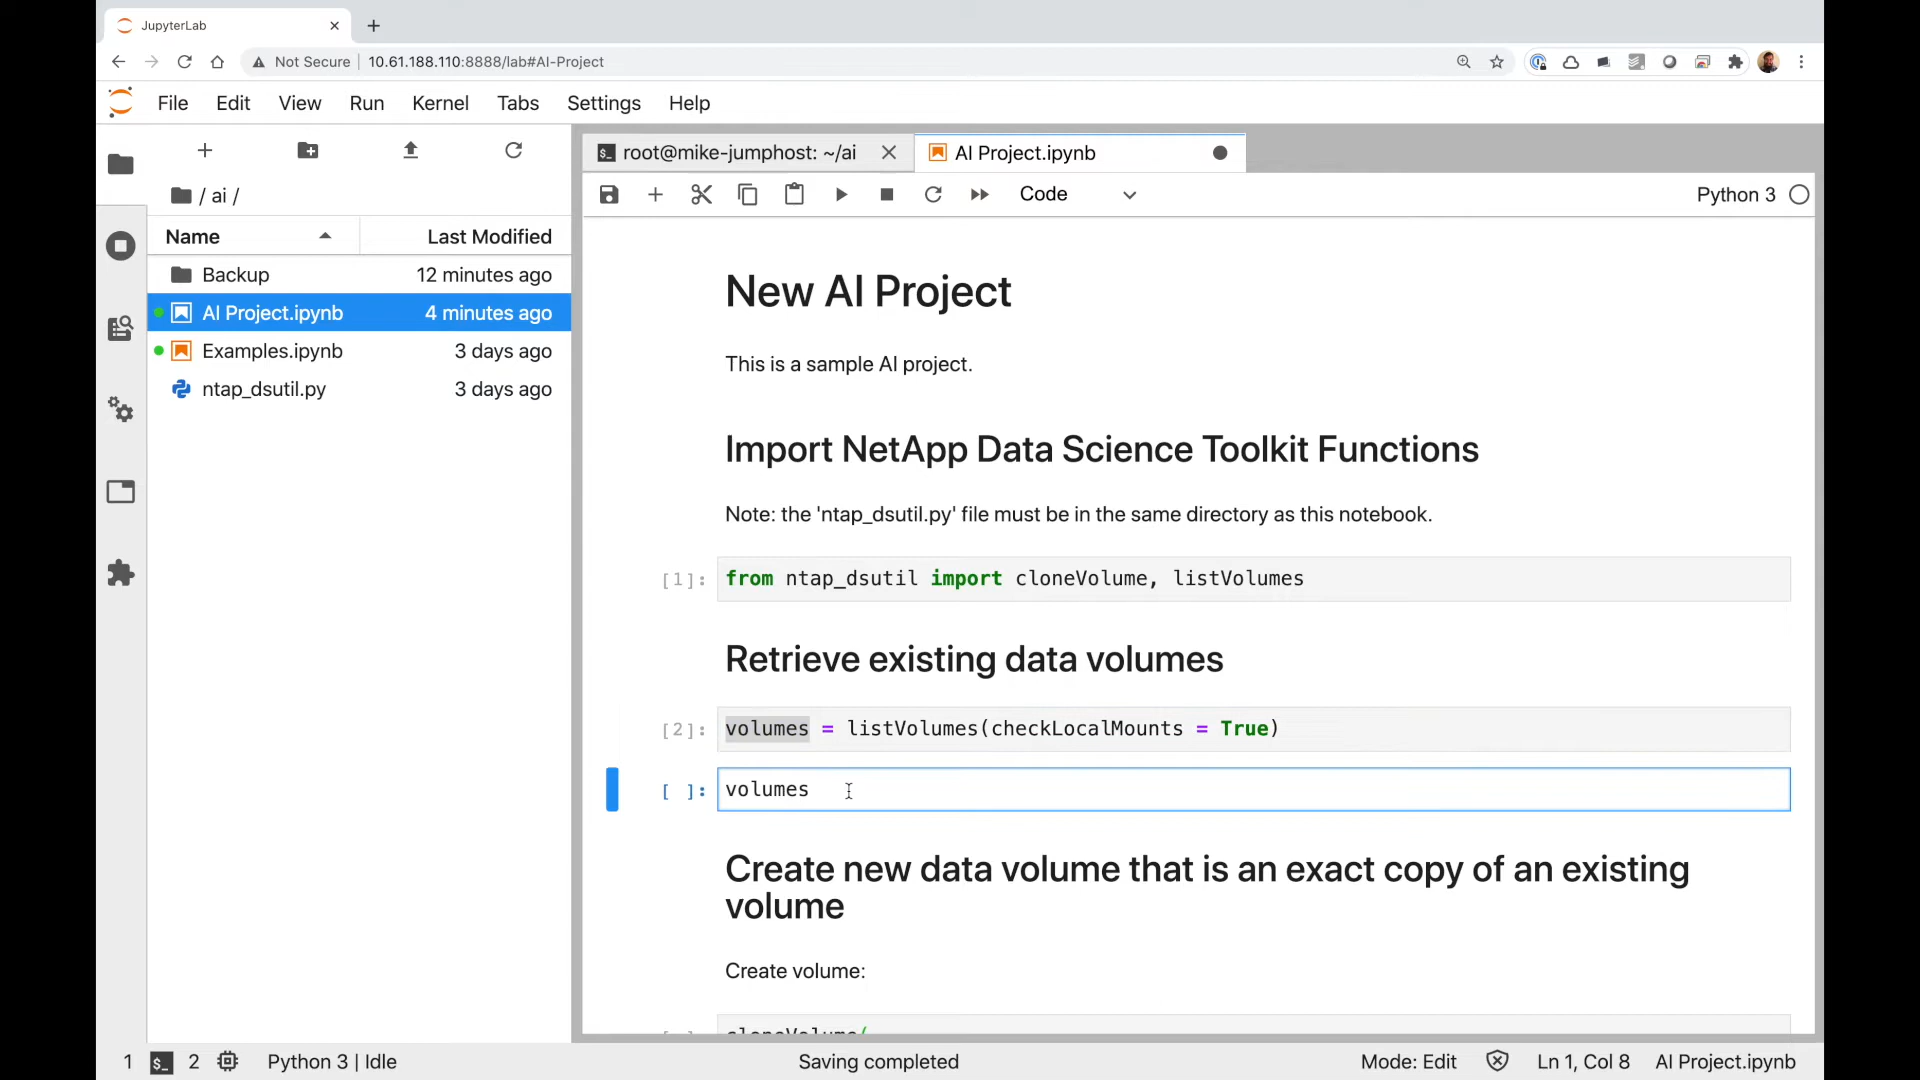 JupyterLab
Not Secure 10.61.188.110:8888/lab#AI-Project
File Edit View Run Kernel Tabs Settings Help
root@mike-jumphost: ~/ai
AI Project.ipynb
/ ai /
Code
Python 3
Name Last Modified
Backup 12 minutes ago
AI Project.ipynb 4 minutes ago
Examples.ipynb 3 days ago
ntap_dsutil.py 3 days ago
New AI Project
This is a sample AI project.
Import NetApp Data Science Toolkit Functions
Note: the 'ntap_dsutil.py' file must be in the same directory as this notebook.
[1]: from ntap_dsutil import cloneVolume, listVolumes
Retrieve existing data volumes
[2]: volumes = listVolumes(checkLocalMounts = True)
[ ]: volumes
Create new data volume that is an exact copy of an existing
volume
Create volume:
[ ]: cloneVolume(
1 $_ 2 Python 3 | Idle Saving completed Mode: Edit Ln 1, Col 8 AI Project.ipynb